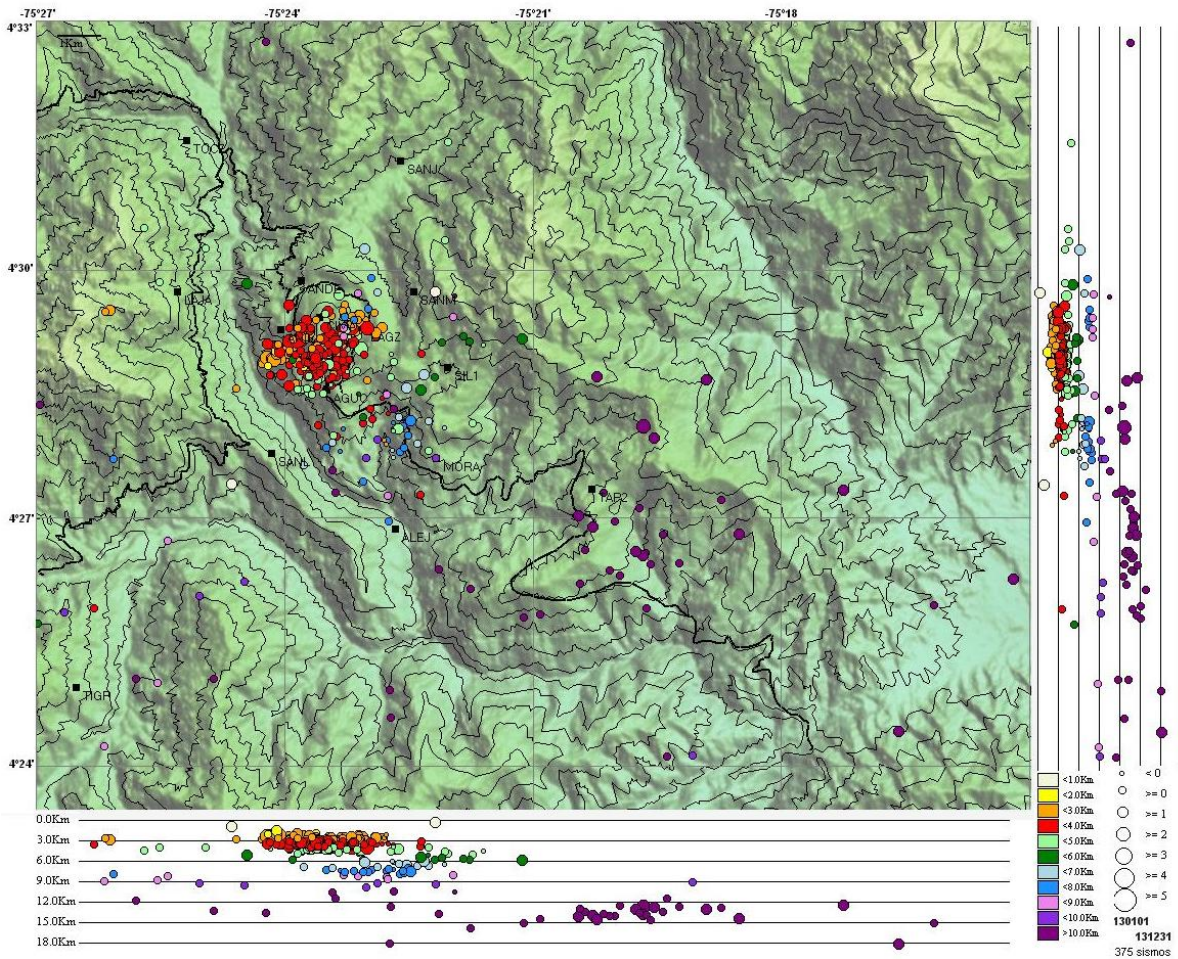 -75°27' -75°24' -75°21' -75°18'
4°33'
1Km
TOCZ
SANJ
4°30'
LAJA
ANDE
SANM
AGZ
SIL1
AGUC
SANL
MORA
TAP2
4°27'
ALEJ
TIGR
4°24'
<1.0Km
<2.0Km
<3.0Km
<4.0Km
<5.0Km
<6.0Km
<7.0Km
<8.0Km
<9.0Km
<10.0Km
>10.0Km
< 0
>= 0
>= 1
>= 2
>= 3
>= 4
>= 5
0.0Km
3.0Km
6.0Km
9.0Km
12.0Km
15.0Km
18.0Km
130101
131231
375 sismos